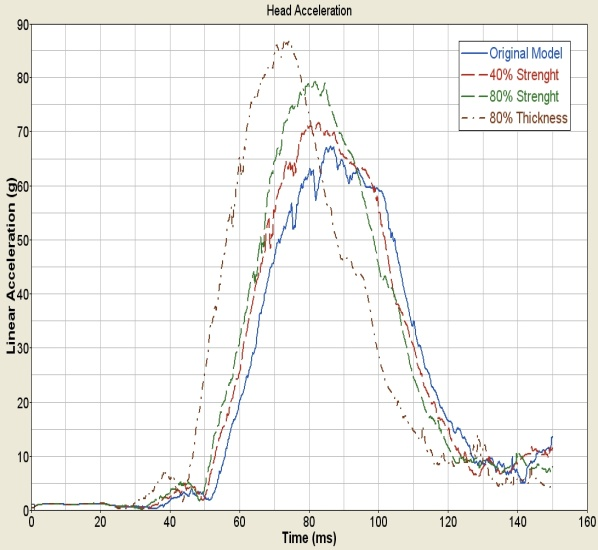 Head Acceleration
90
80
70
60
50
40
30
20
10
0
Linear Acceleration (g)
Original Model
40% Strenght
80% Strenght
80% Thickness
0
20
40
60
80
100
120
140
160
Time (ms)